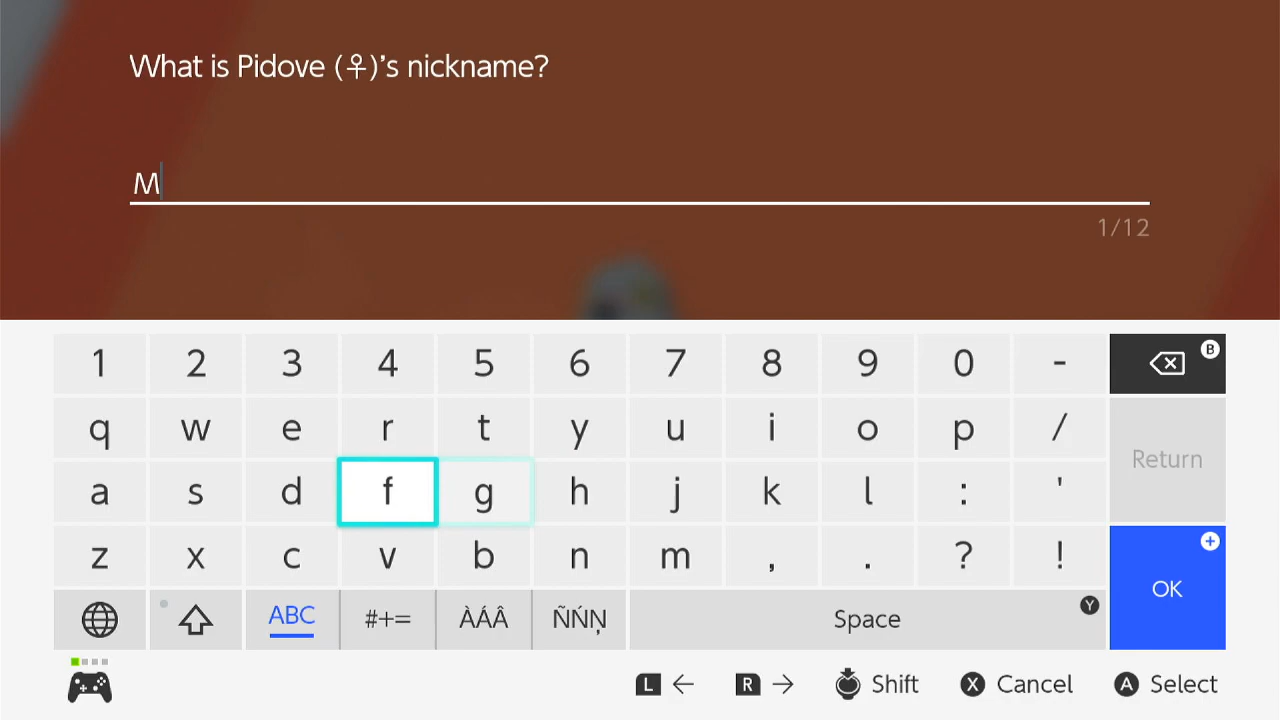 What is Pidove (♀)'s nickname?
M
1/12
1 2 3 4 5 6 7 8 9 0 - B
q w e r t y u i o p / Return
a s d f g h j k l : '
z x c v b n m , . ? ! + OK
ABC #+= ÀÁÂ ÑŃŅ Space Y
L ← R → Shift X Cancel A Select